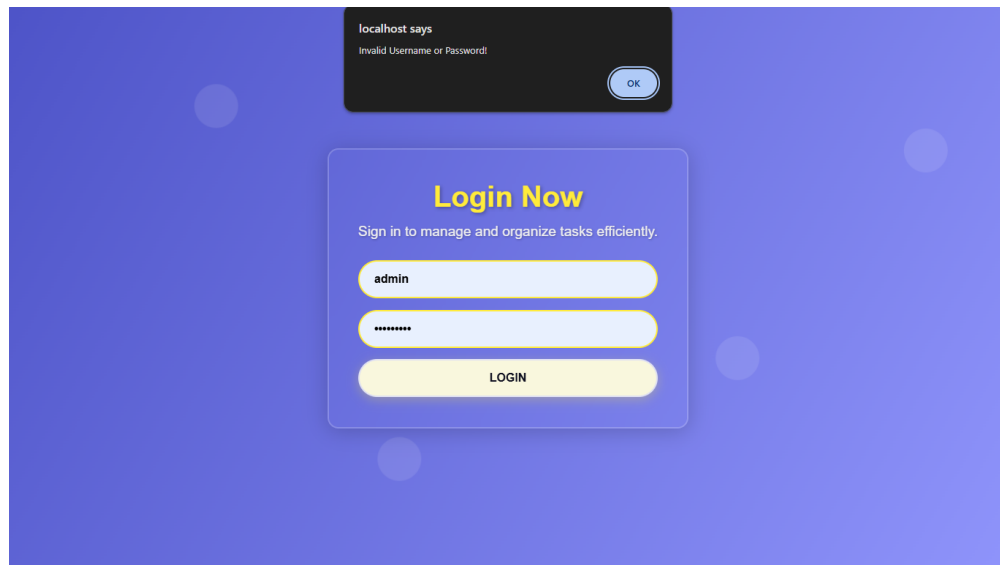 localhost says
Invalid Username or Password!
OK
Login Now
Sign in to manage and organize tasks efficiently.
admin
•••••••••
LOGIN